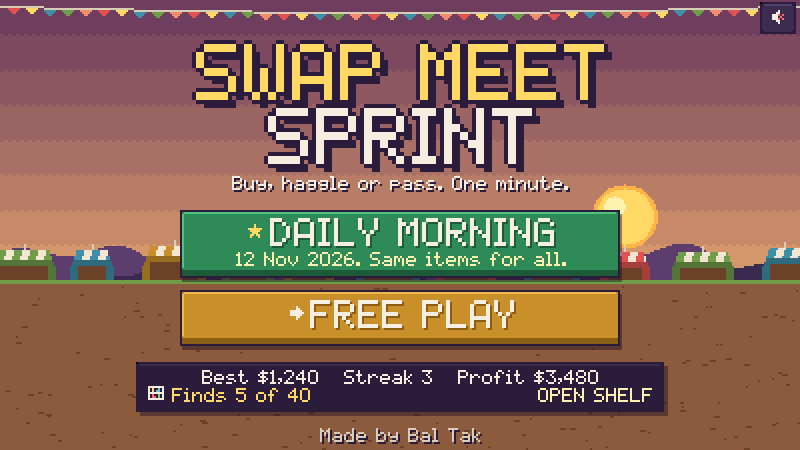 SWAP MEET
SPRINT
Buy, haggle or pass. One minute.
DAILY MORNING
12 Nov 2026. Same items for all.
FREE PLAY
Best $1,240 Streak 3 Profit $3,480
Finds 5 of 40 OPEN SHELF
Made by Bal Tak